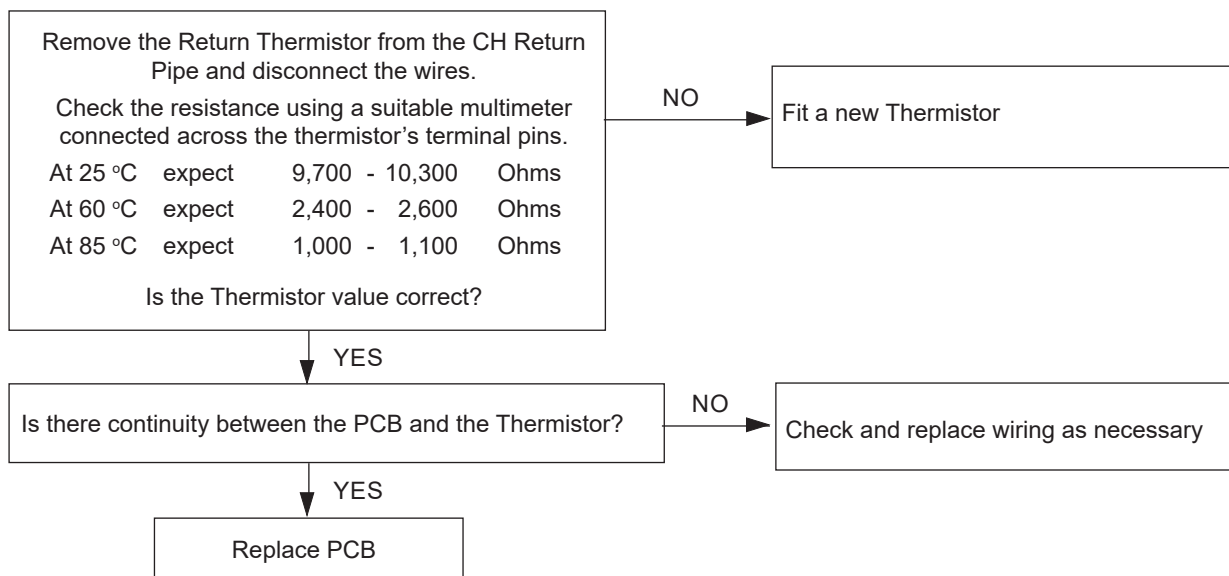 Remove the Return Thermistor from the CH Return
Pipe and disconnect the wires.
Check the resistance using a suitable multimeter
connected across the thermistor's terminal pins.
At 25 °C expect 9,700 - 10,300 Ohms
At 60 °C expect 2,400 - 2,600 Ohms
At 85 °C expect 1,000 - 1,100 Ohms
Is the Thermistor value correct?
NO
Fit a new Thermistor
YES
Is there continuity between the PCB and the Thermistor?
NO
Check and replace wiring as necessary
YES
Replace PCB